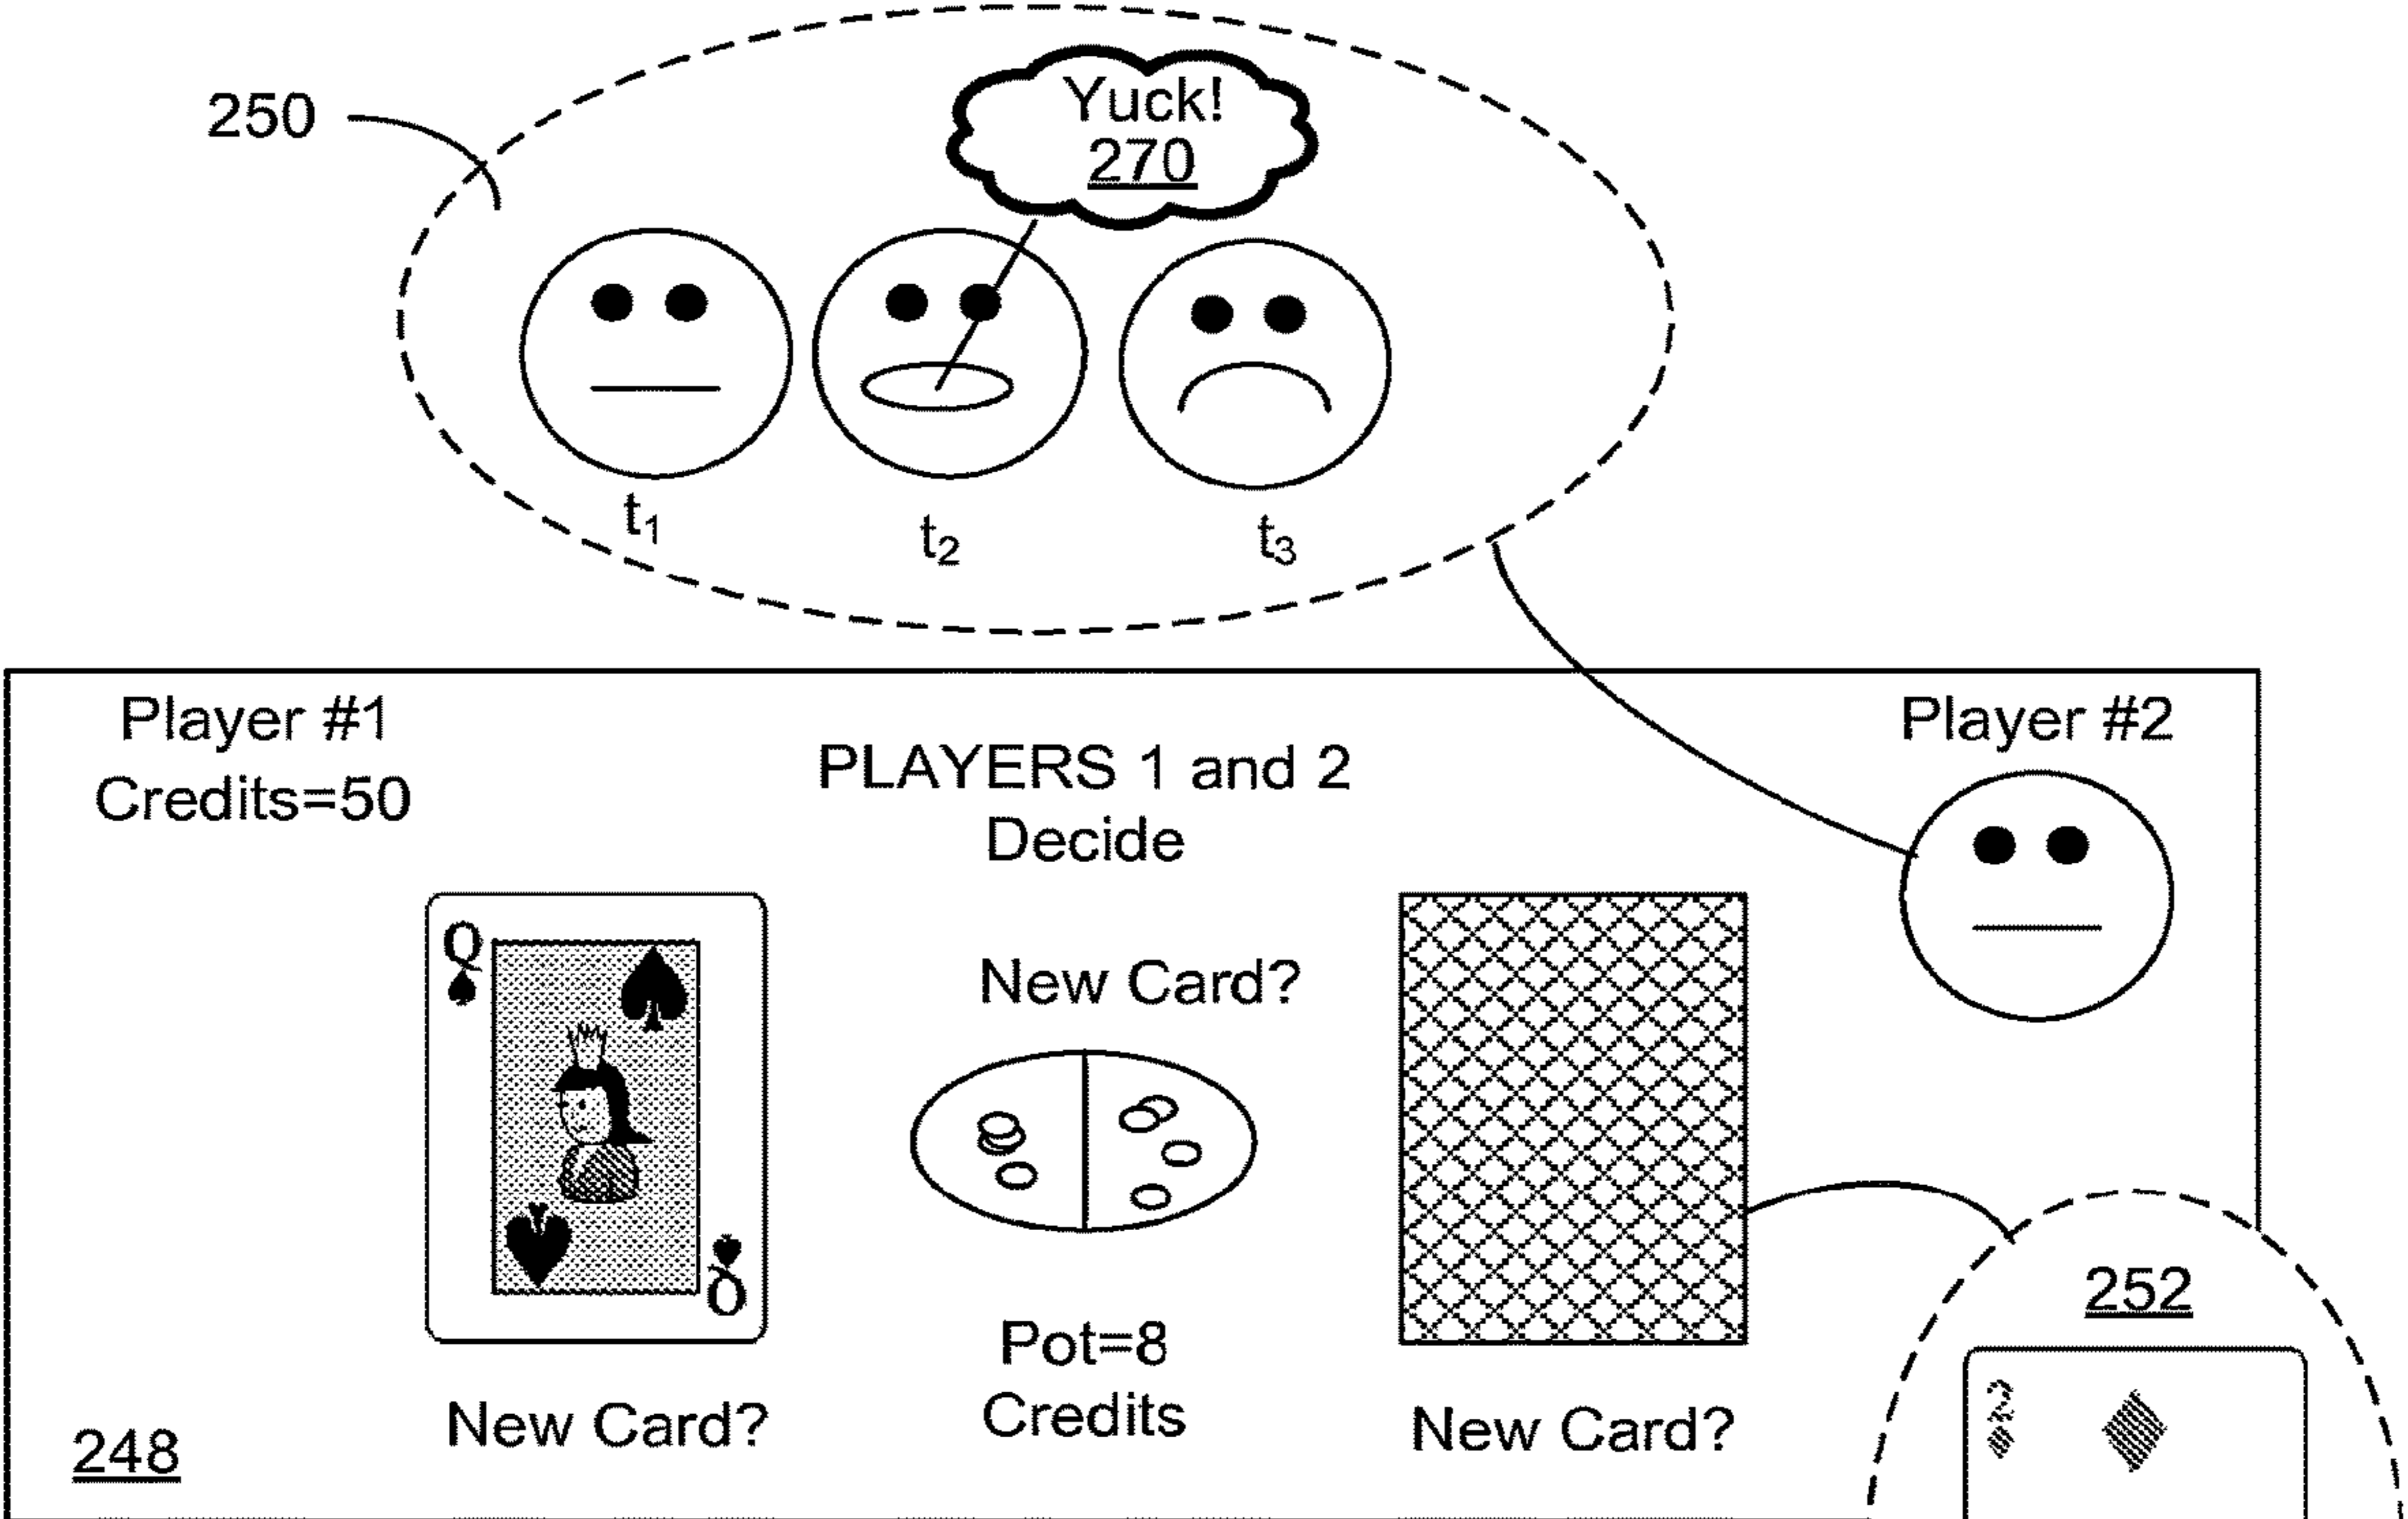 250
Yuck!
270
t1
t2
t3
Player #1
Credits=50
PLAYERS 1 and 2
Decide
Player #2
Q
New Card?
Q
252
Pot=8
Credits
2
New Card?
New Card?
248